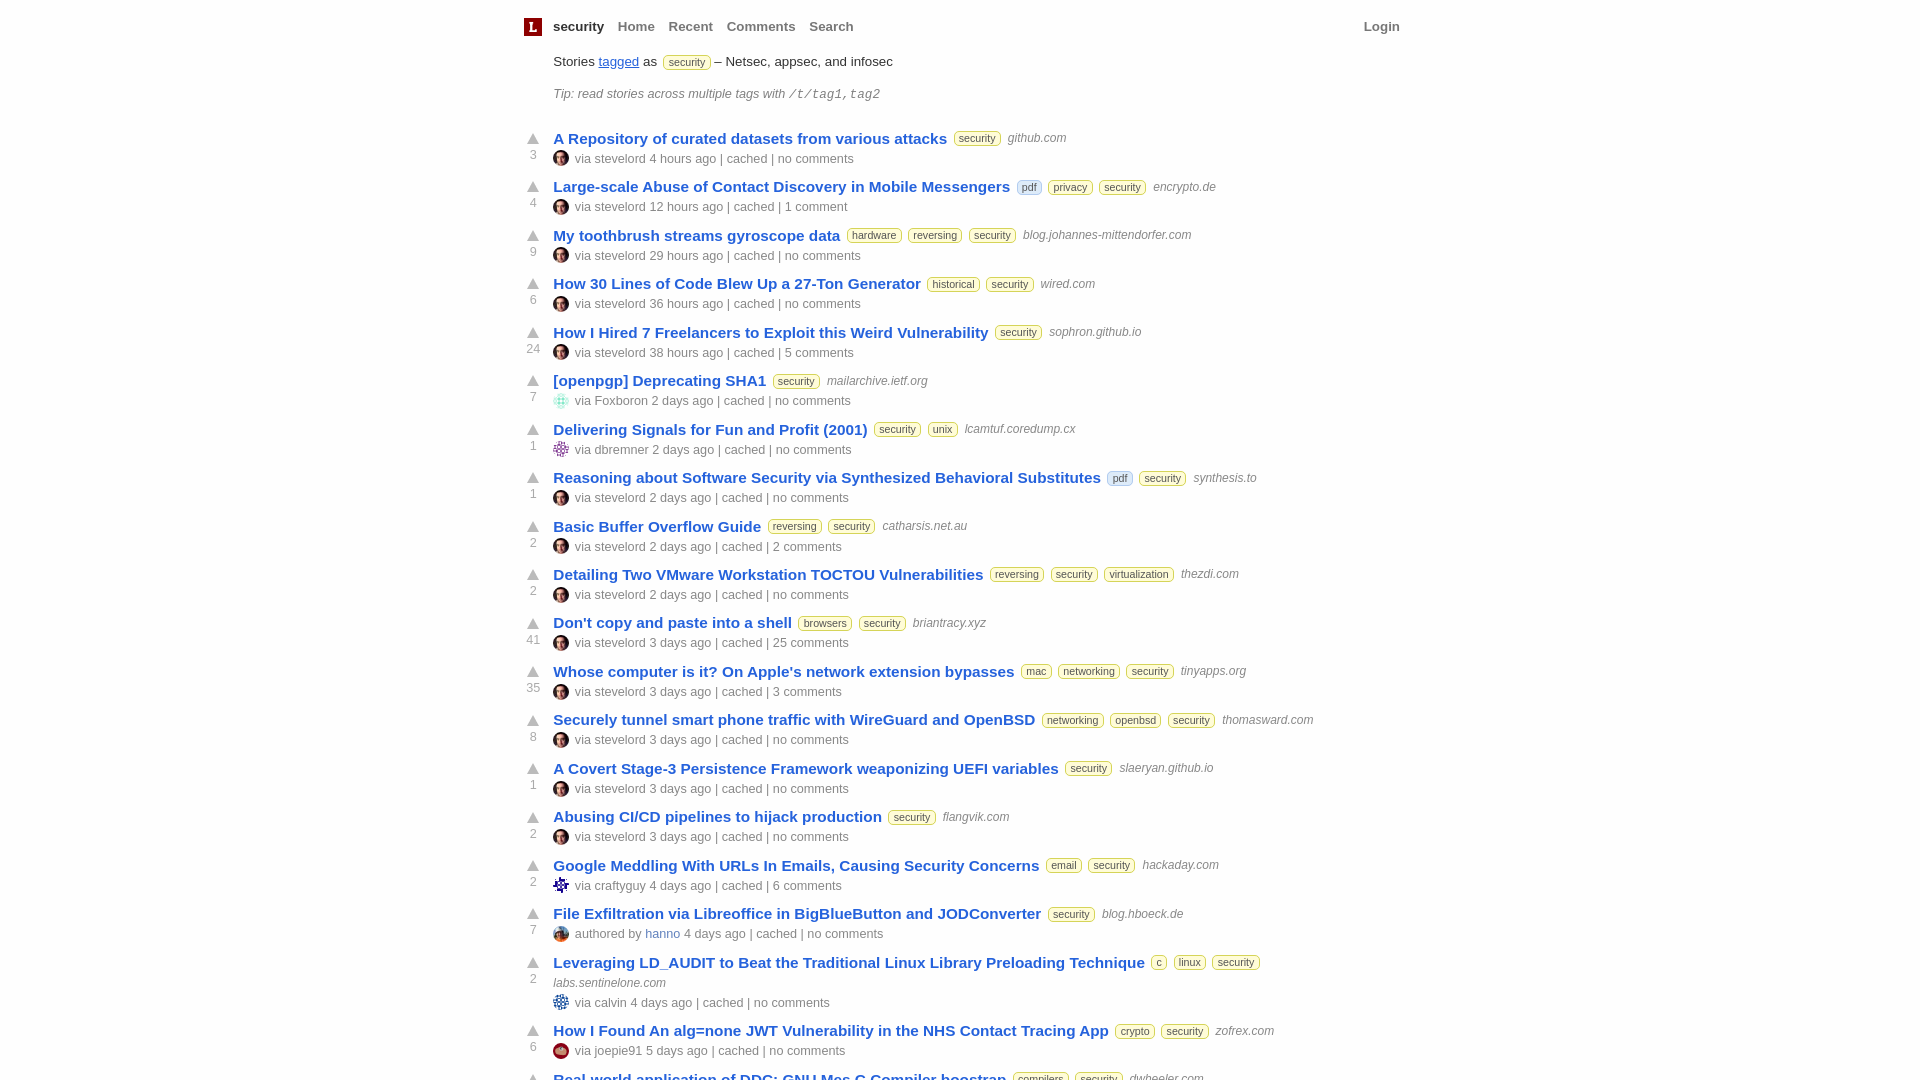 L security Home Recent Comments Search Login
Stories tagged as security – Netsec, appsec, and infosec
Tip: read stories across multiple tags with /t/tag1,tag2
A Repository of curated datasets from various attacks security github.com
3 via stevelord 4 hours ago | cached | no comments
Large-scale Abuse of Contact Discovery in Mobile Messengers pdf privacy security encrypto.de
4 via stevelord 12 hours ago | cached | 1 comment
My toothbrush streams gyroscope data hardware reversing security blog.johannes-mittendorfer.com
9 via stevelord 29 hours ago | cached | no comments
How 30 Lines of Code Blew Up a 27-Ton Generator historical security wired.com
6 via stevelord 36 hours ago | cached | no comments
How I Hired 7 Freelancers to Exploit this Weird Vulnerability security sophron.github.io
24 via stevelord 38 hours ago | cached | 5 comments
[openpgp] Deprecating SHA1 security mailarchive.ietf.org
7 via Foxboron 2 days ago | cached | no comments
Delivering Signals for Fun and Profit (2001) security unix lcamtuf.coredump.cx
1 via dbremner 2 days ago | cached | no comments
Reasoning about Software Security via Synthesized Behavioral Substitutes pdf security synthesis.to
1 via stevelord 2 days ago | cached | no comments
Basic Buffer Overflow Guide reversing security catharsis.net.au
2 via stevelord 2 days ago | cached | 2 comments
Detailing Two VMware Workstation TOCTOU Vulnerabilities reversing security virtualization thezdi.com
2 via stevelord 2 days ago | cached | no comments
Don't copy and paste into a shell browsers security briantracy.xyz
41 via stevelord 3 days ago | cached | 25 comments
Whose computer is it? On Apple's network extension bypasses mac networking security tinyapps.org
35 via stevelord 3 days ago | cached | 3 comments
Securely tunnel smart phone traffic with WireGuard and OpenBSD networking openbsd security thomasward.com
8 via stevelord 3 days ago | cached | no comments
A Covert Stage-3 Persistence Framework weaponizing UEFI variables security slaeryan.github.io
1 via stevelord 3 days ago | cached | no comments
Abusing CI/CD pipelines to hijack production security flangvik.com
2 via stevelord 3 days ago | cached | no comments
Google Meddling With URLs In Emails, Causing Security Concerns email security hackaday.com
2 via craftyguy 4 days ago | cached | 6 comments
File Exfiltration via Libreoffice in BigBlueButton and JODConverter security blog.hboeck.de
7 authored by hanno 4 days ago | cached | no comments
Leveraging LD_AUDIT to Beat the Traditional Linux Library Preloading Technique c linux security
2 labs.sentinelone.com
via calvin 4 days ago | cached | no comments
How I Found An alg=none JWT Vulnerability in the NHS Contact Tracing App crypto security zofrex.com
6 via joepie91 5 days ago | cached | no comments
Real-world application of DDC: GNU Mes C Compiler boostrap compilers security dwheeler.com